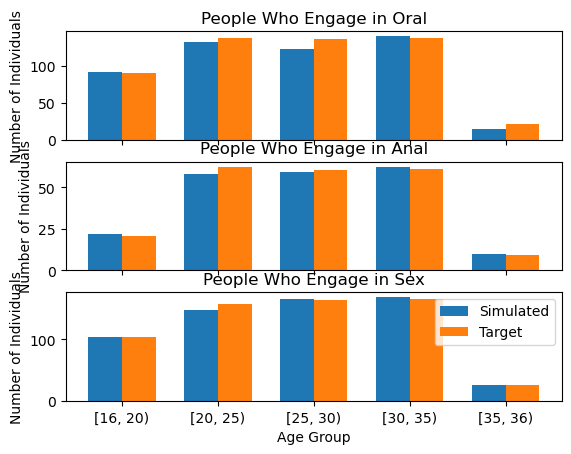 People Who Engage in Oral
Number of Individuals
100
50
0
People Who Engage in Anal
Number of Individuals
50
25
0
People Who Engage in Sex
Number of Individuals
100
0
Simulated
Target
[16, 20)
[20, 25)
[25, 30)
[30, 35)
[35, 36)
Age Group